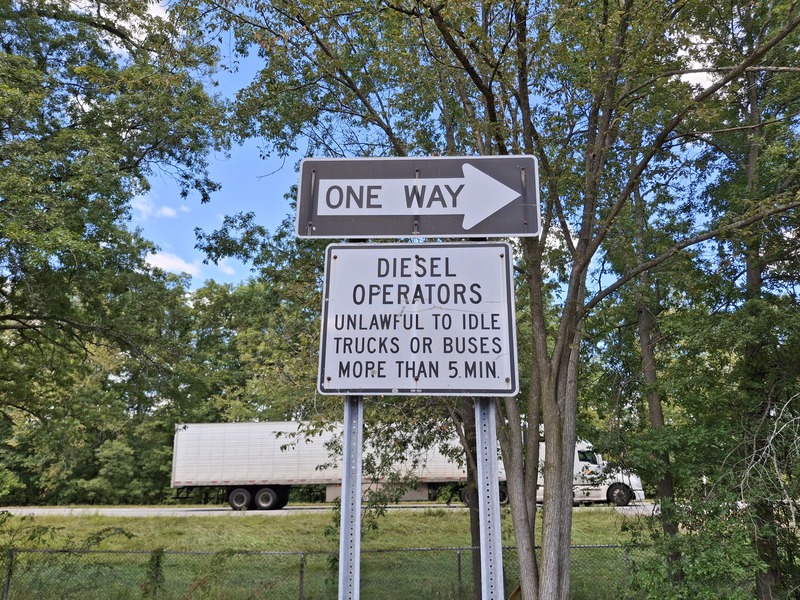 ONE WAY
DIESEL
OPERATORS
UNLAWFUL TO IDLE
TRUCKS OR BUSES
MORE THAN 5 MIN.